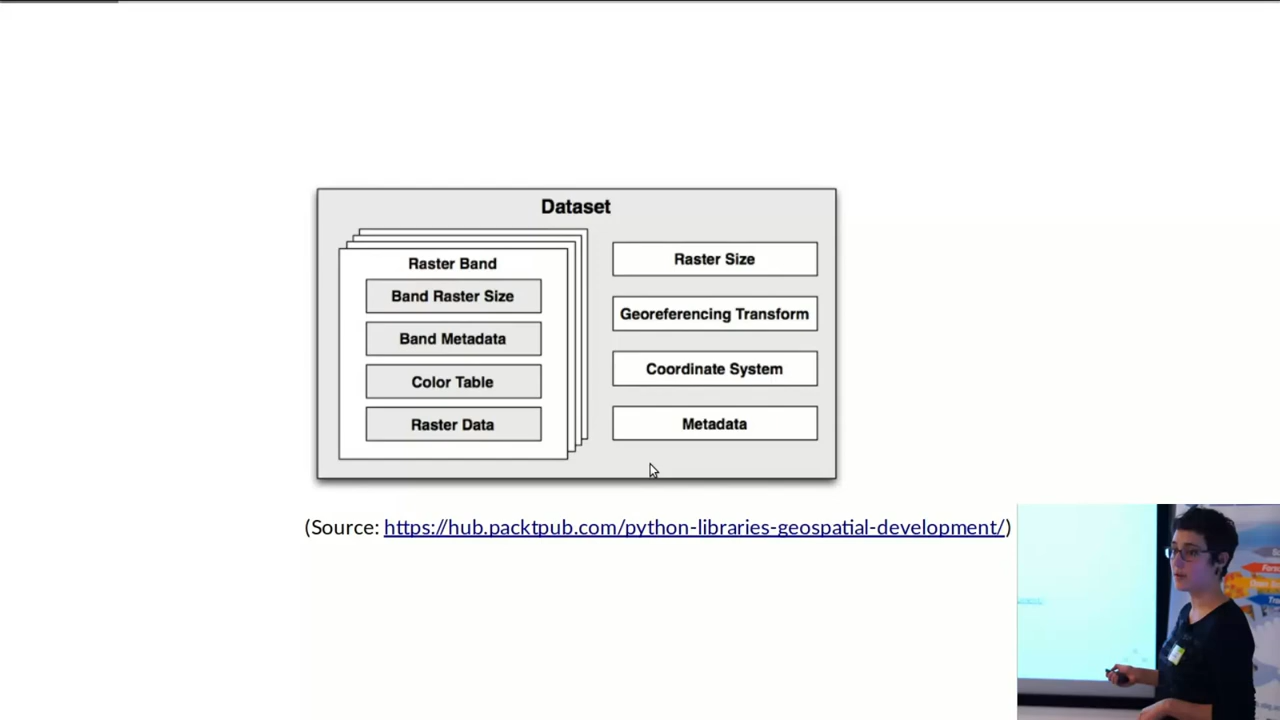 Dataset
Raster Band
Band Raster Size
Band Metadata
Color Table
Raster Data
Raster Size
Georeferencing Transform
Coordinate System
Metadata
(Source: https://hub.packtpub.com/python-libraries-geospatial-development/)